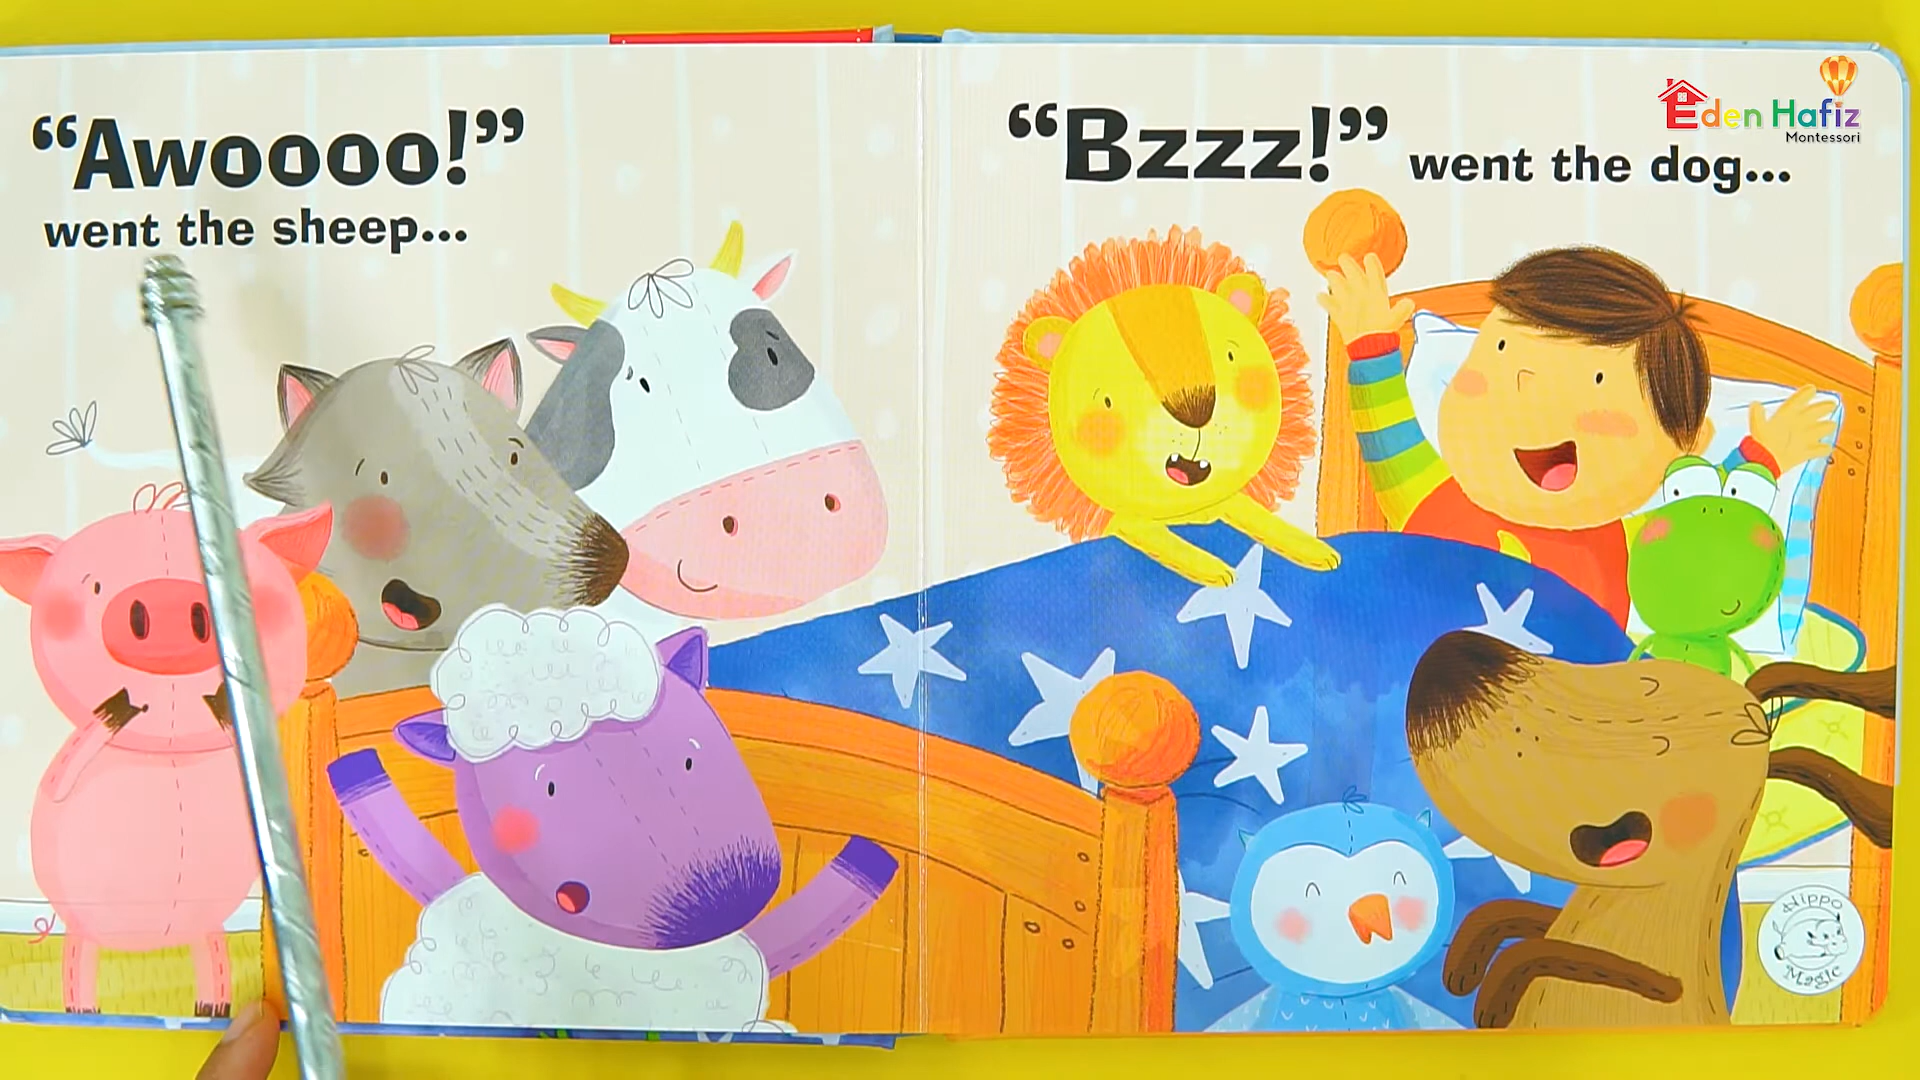 “Awoooo!”
went the sheep...
“Bzzz!” went the dog...
Eden Hafiz
Montessori
Hippo
Magic